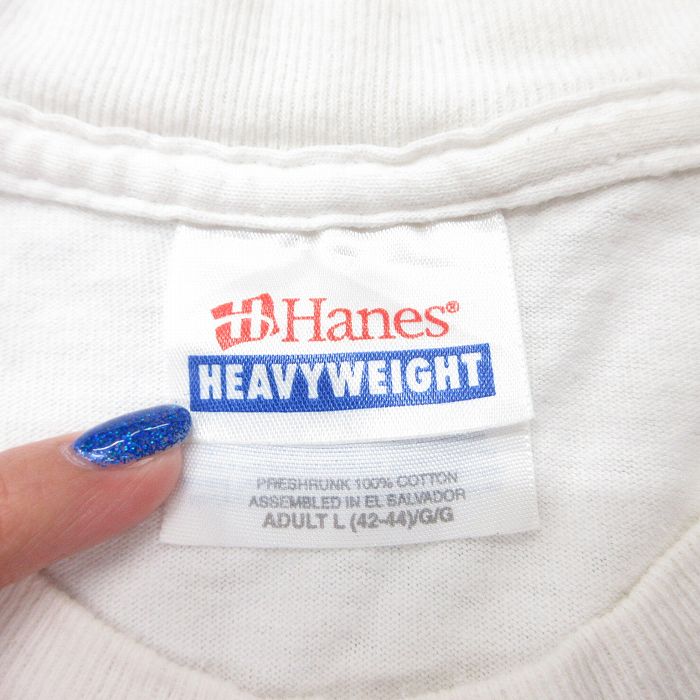 Hanes®
HEAVYWEIGHT
PRESHRUNK 100% COTTON
ASSEMBLED IN EL SALVADOR
ADULT L (42-44)/G/G